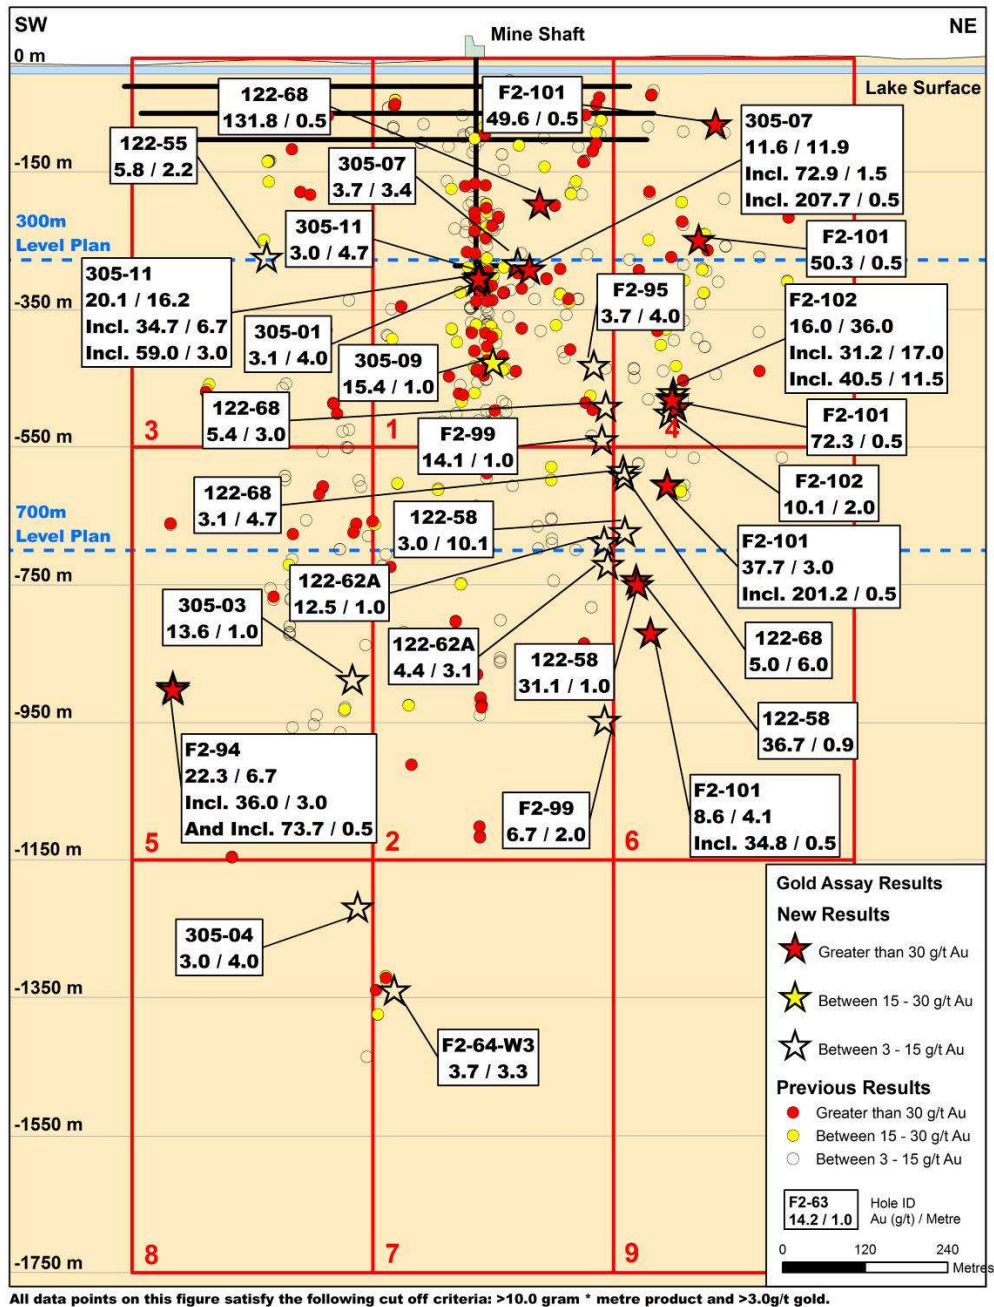 SW
NE
Mine Shaft
0 m
Lake Surface
122-68
131.8 / 0.5
F2-101
49.6 / 0.5
305-07
11.6 / 11.9
Incl. 72.9 / 1.5
Incl. 207.7 / 0.5
122-55
5.8 / 2.2
305-07
3.7 / 3.4
-150 m
300m
Level Plan
305-11
3.0 / 4.7
F2-101
50.3 / 0.5
305-11
20.1 / 16.2
Incl. 34.7 / 6.7
Incl. 59.0 / 3.0
F2-95
3.7 / 4.0
F2-102
16.0 / 36.0
Incl. 31.2 / 17.0
Incl. 40.5 / 11.5
-350 m
305-01
3.1 / 4.0
305-09
15.4 / 1.0
122-68
5.4 / 3.0
F2-99
14.1 / 1.0
F2-101
72.3 / 0.5
3
1
4
-550 m
F2-102
10.1 / 2.0
122-68
3.1 / 4.7
700m
Level Plan
122-58
3.0 / 10.1
F2-101
37.7 / 3.0
Incl. 201.2 / 0.5
122-62A
12.5 / 1.0
-750 m
305-03
13.6 / 1.0
122-62A
4.4 / 3.1
122-58
31.1 / 1.0
122-68
5.0 / 6.0
122-58
36.7 / 0.9
-950 m
F2-94
22.3 / 6.7
Incl. 36.0 / 3.0
And Incl. 73.7 / 0.5
F2-99
6.7 / 2.0
F2-101
8.6 / 4.1
Incl. 34.8 / 0.5
5
2
6
-1150 m
305-04
3.0 / 4.0
-1350 m
F2-64-W3
3.7 / 3.3
-1550 m
8
7
9
-1750 m
Gold Assay Results
New Results
Greater than 30 g/t Au
Between 15 - 30 g/t Au
Between 3 - 15 g/t Au
Previous Results
Greater than 30 g/t Au
Between 15 - 30 g/t Au
Between 3 - 15 g/t Au
F2-63
14.2 / 1.0
Hole ID
Au (g/t) / Metre
0 120 240
Metres
All data points on this figure satisfy the following cut off criteria: >10.0 gram * metre product and >3.0g/t gold.